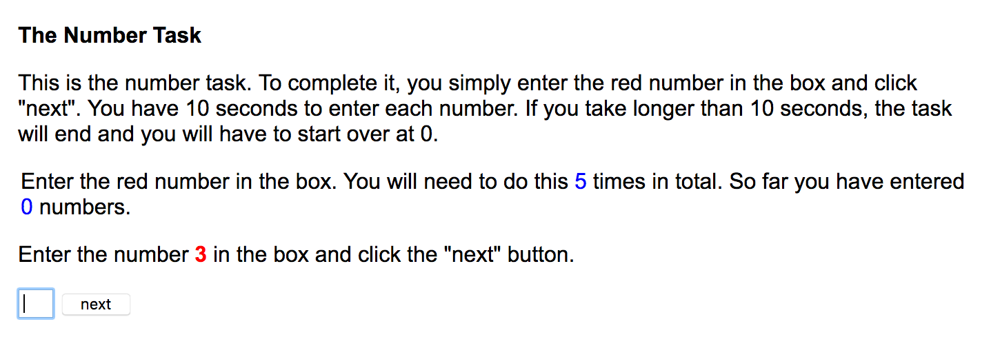 The Number Task
This is the number task. To complete it, you simply enter the red number in the box and click
"next". You have 10 seconds to enter each number. If you take longer than 10 seconds, the task
will end and you will have to start over at 0.
Enter the red number in the box. You will need to do this 5 times in total. So far you have entered
0 numbers.
Enter the number 3 in the box and click the "next" button.
next